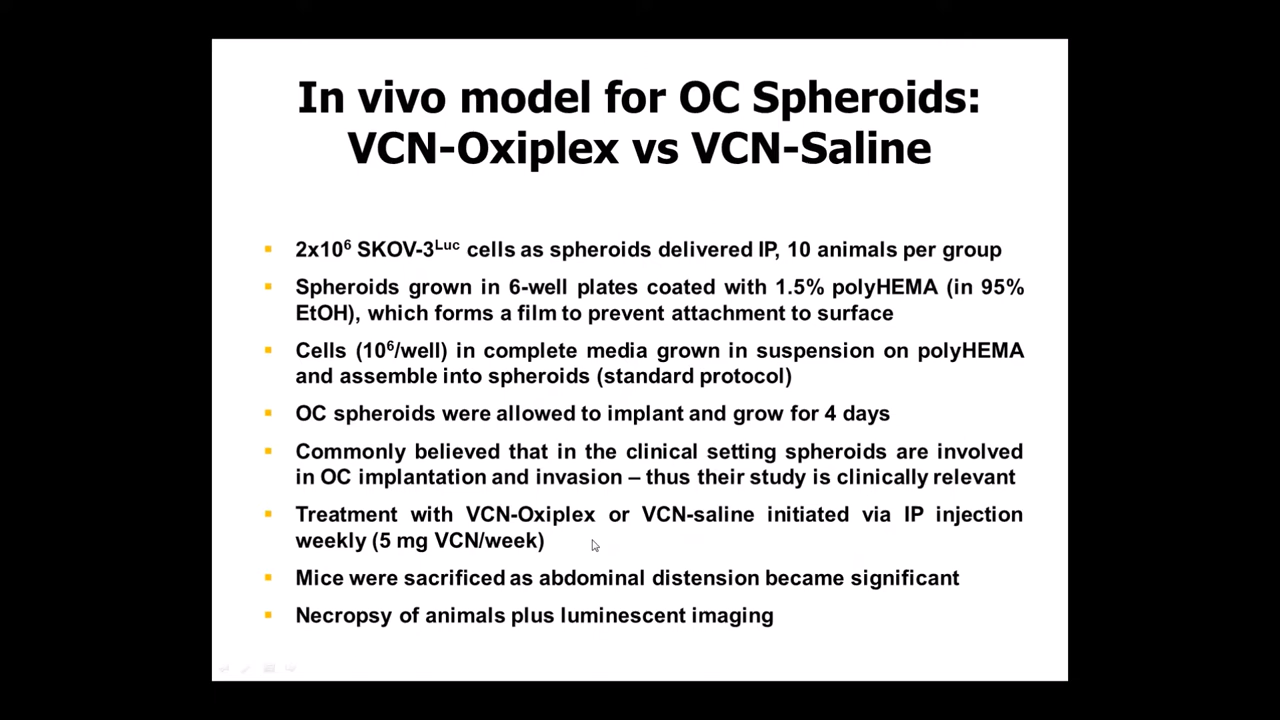 In vivo model for OC Spheroids:
VCN-Oxiplex vs VCN-Saline
2x10⁶ SKOV-3ᴸᵘᶜ cells as spheroids delivered IP, 10 animals per group
Spheroids grown in 6-well plates coated with 1.5% polyHEMA (in 95%
EtOH), which forms a film to prevent attachment to surface
Cells (10⁶/well) in complete media grown in suspension on polyHEMA
and assemble into spheroids (standard protocol)
OC spheroids were allowed to implant and grow for 4 days
Commonly believed that in the clinical setting spheroids are involved
in OC implantation and invasion – thus their study is clinically relevant
Treatment with VCN-Oxiplex or VCN-saline initiated via IP injection
weekly (5 mg VCN/week)
Mice were sacrificed as abdominal distension became significant
Necropsy of animals plus luminescent imaging